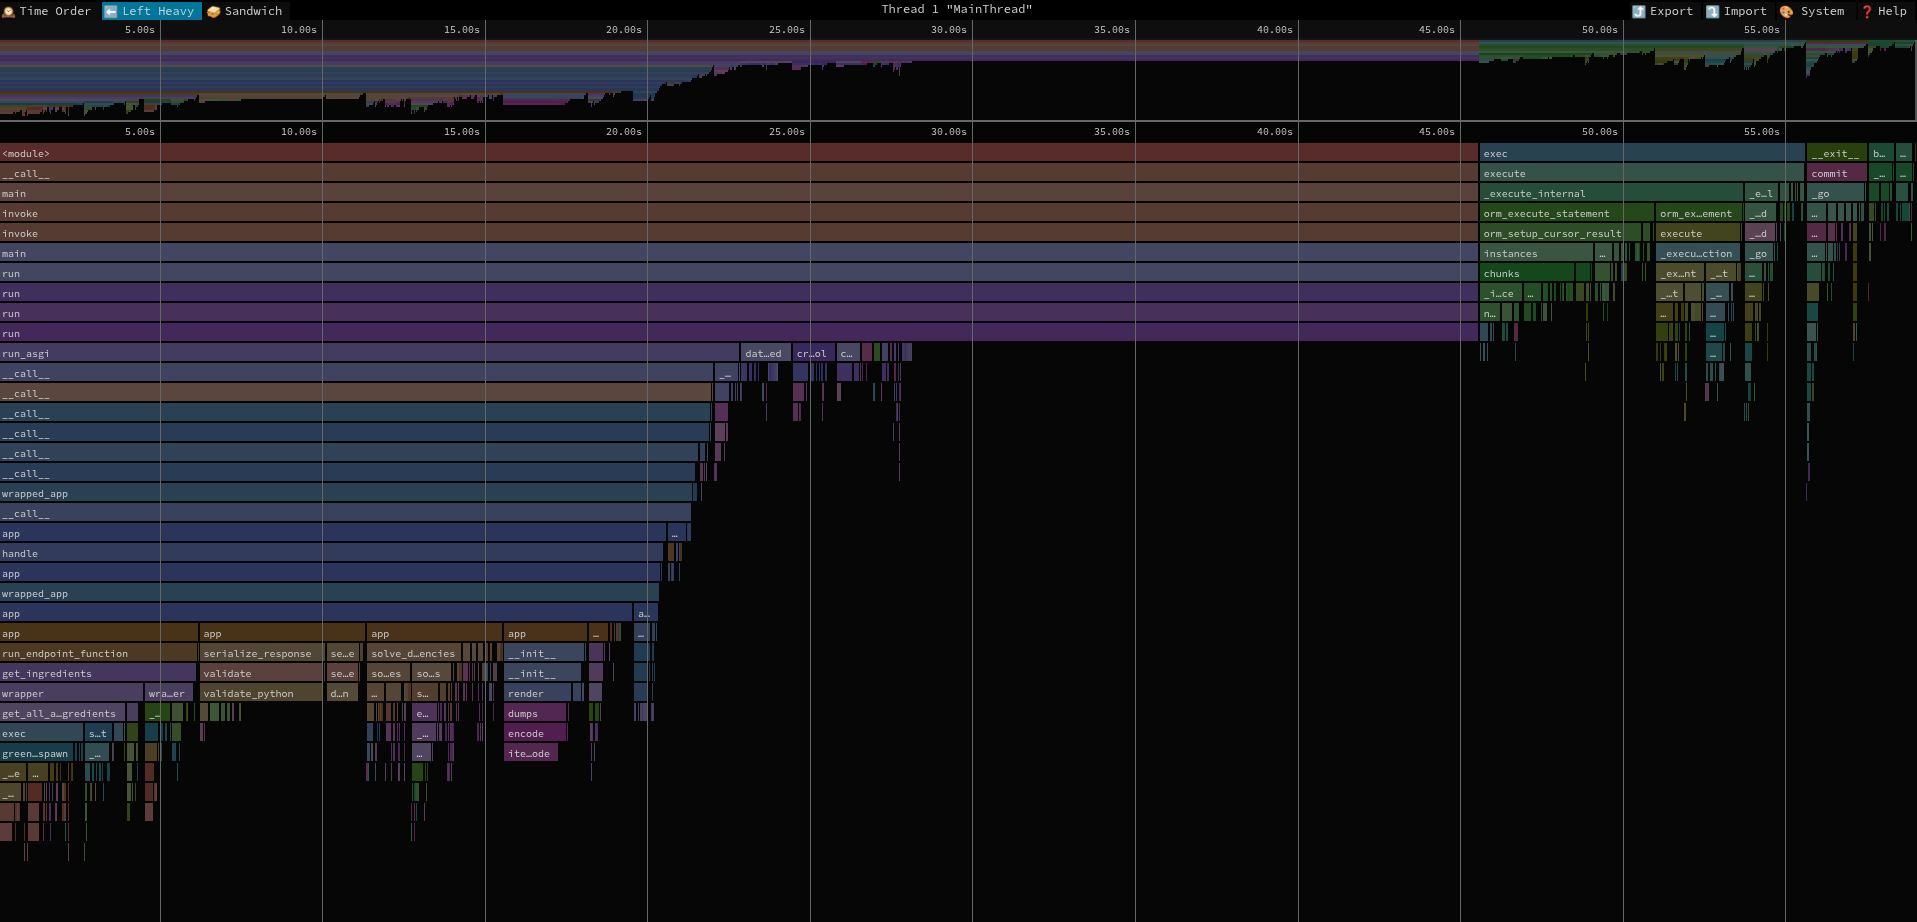 Time Order Left Heavy Sandwich Thread 1 "MainThread" Export Import System Help
5.00s 10.00s 15.00s 20.00s 25.00s 30.00s 35.00s 40.00s 45.00s 50.00s 55.00s
5.00s 10.00s 15.00s 20.00s 25.00s 30.00s 35.00s 40.00s 45.00s 50.00s 55.00s
<module> exec __exit__ b… …
__call__ execute commit _… …
main _execute_internal _e…l _go
invoke orm_execute_statement orm_ex…ement _…d …
invoke orm_setup_cursor_result execute _…d …
main instances … _execu…ction _go …
run chunks _ex…nt _…t …
run _i…ce … _…t _… …
run n… … …
run …
run_asgi dat…ed cr…ol c… …
__call__ _…
__call__
__call__
__call__
__call__
__call__
wrapped_app
__call__
app …
handle
app
wrapped_app
app a…
app app app app … …
run_endpoint_function serialize_response se…e solve_d…encies __init__
get_ingredients validate se…e so…es so…s __init__
wrapper wra…er validate_python d…n … s… render
get_all_a…gredients _… e… dumps
exec s…t _… encode
green…spawn _… … ite…ode
_…e …
_…